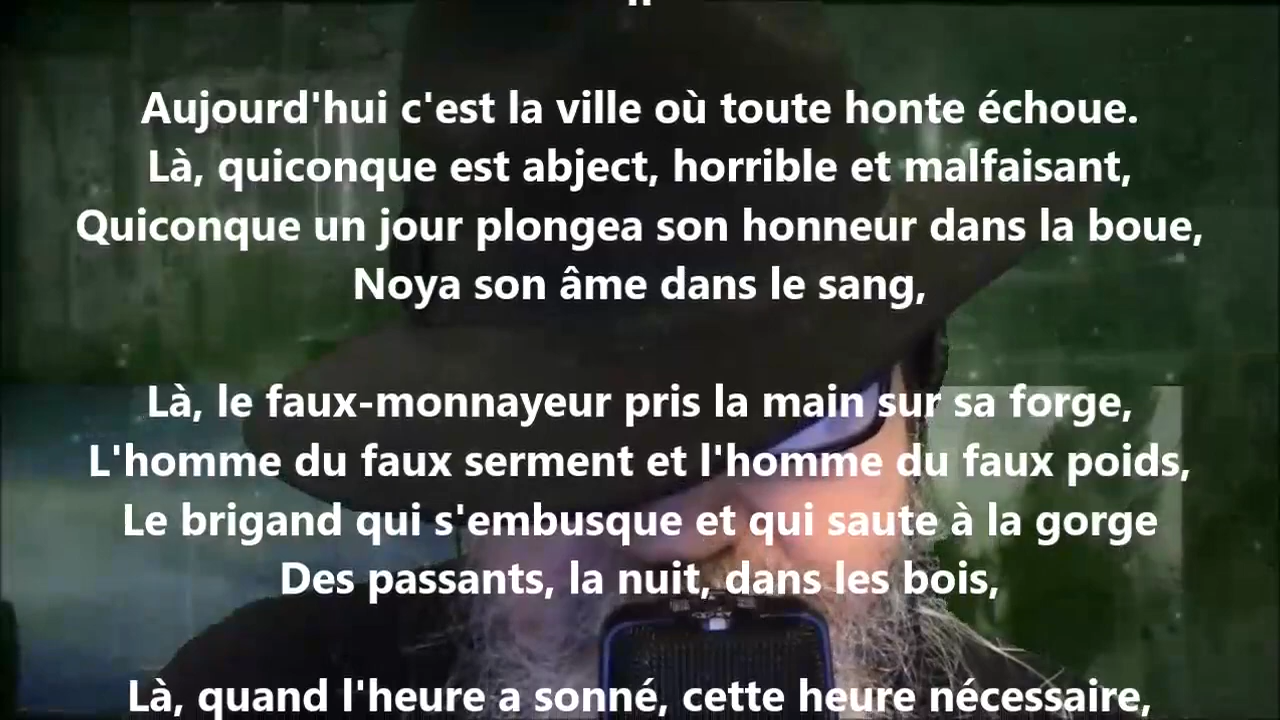 Aujourd'hui c'est la ville où toute honte échoue.
Là, quiconque est abject, horrible et malfaisant,
Quiconque un jour plongea son honneur dans la boue,
Noya son âme dans le sang,
Là, le faux-monnayeur pris la main sur sa forge,
L'homme du faux serment et l'homme du faux poids,
Le brigand qui s'embusque et qui saute à la gorge
Des passants, la nuit, dans les bois,
Là, quand l'heure a sonné, cette heure nécessaire,